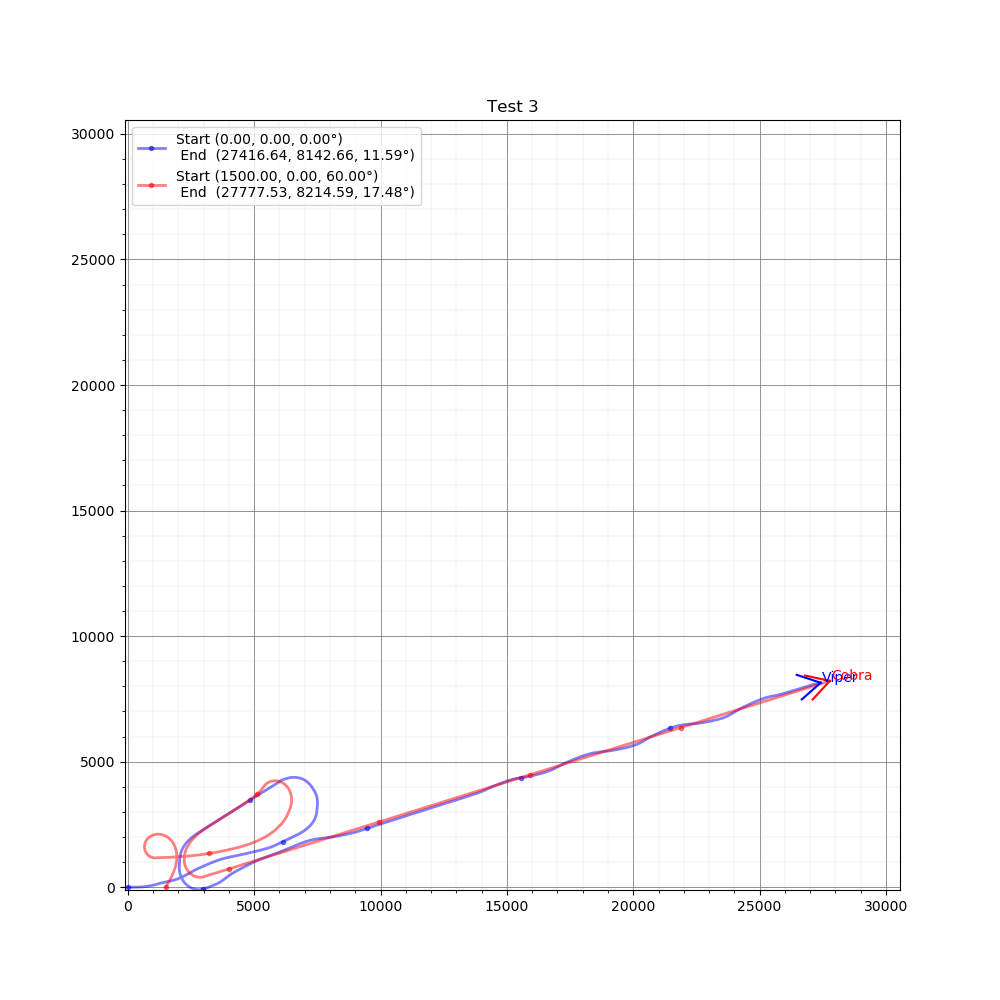 Test 3
Start (0.00, 0.00, 0.00°)
End (27416.64, 8142.66, 11.59°)
Start (1500.00, 0.00, 60.00°)
End (27777.53, 8214.59, 17.48°)
30000
25000
20000
15000
10000
5000
0
Viper
Cobra
0 5000 10000 15000 20000 25000 30000